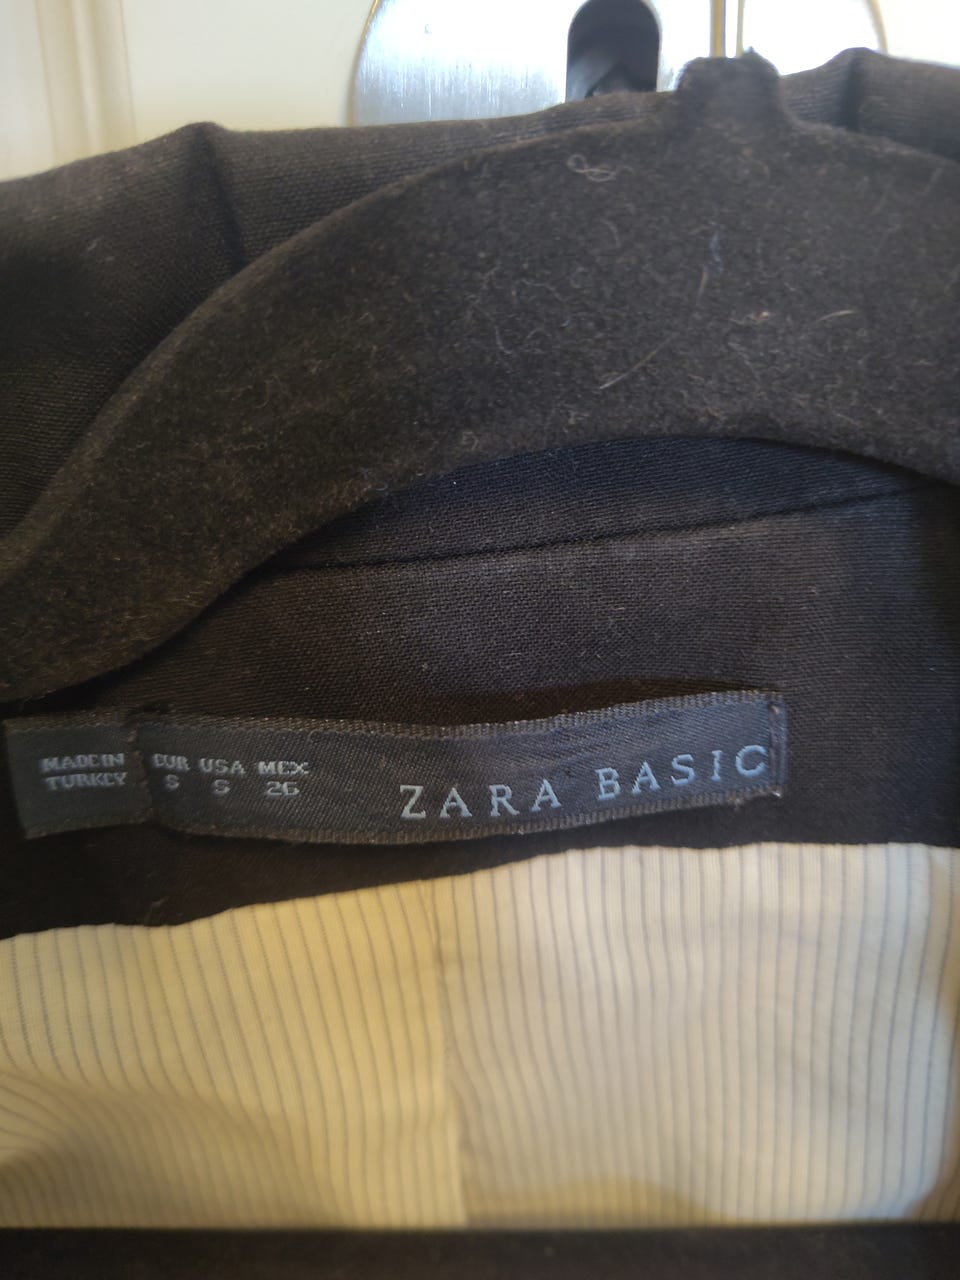 MADE IN
TURKEY
EUR USA MEX
S S 26
ZARA BASIC